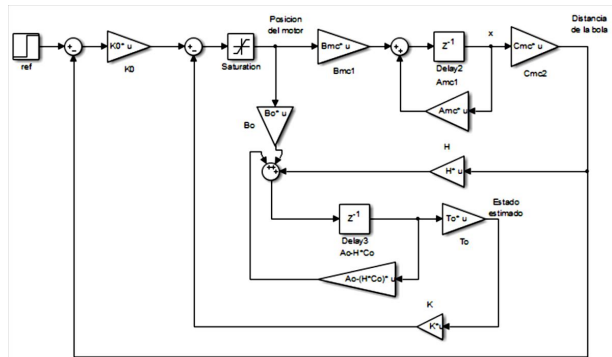 Posicion
del motor
Distancia
de la bola
x
K0* u
Bmc* u
Z-1
Cmc* u
ref
K0
Saturation
Bmc1
Delay2
Amc1
Cmc2
Amc* u
Bo* u
Bo
H
H* u
Estado
estimado
Z-1
To* u
Delay3
Ao-H*Co
To
Ao-(H*Co)* u
K
K*u